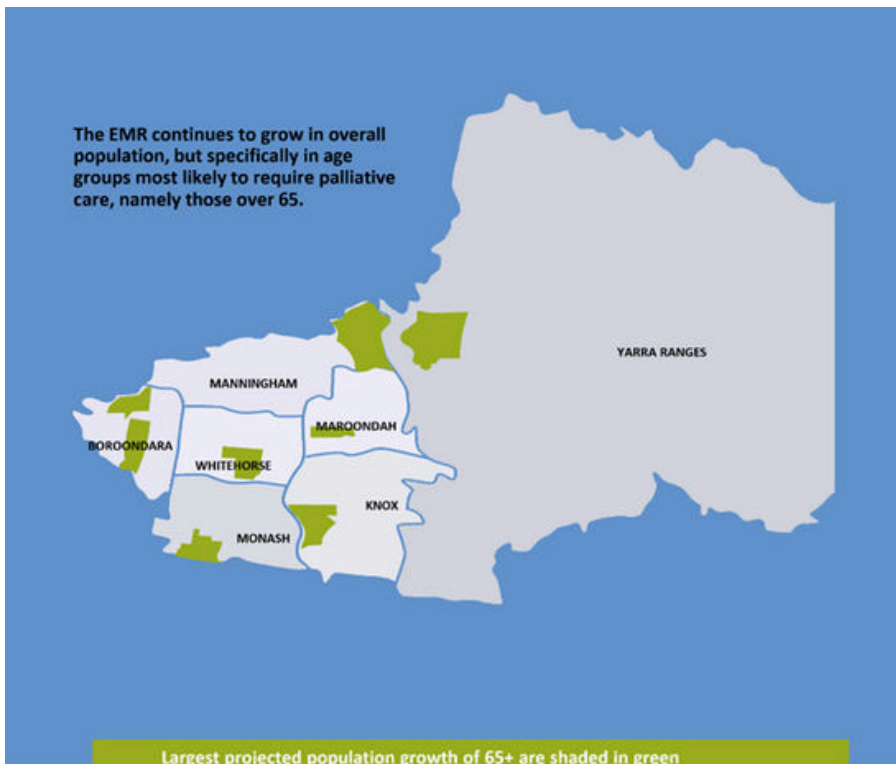 The EMR continues to grow in overall
population, but specifically in age
groups most likely to require palliative
care, namely those over 65.
YARRA RANGES
MANNINGHAM
MAROONDAH
BOROONDARA
WHITEHORSE
KNOX
MONASH
Largest projected population growth of 65+ are shaded in green